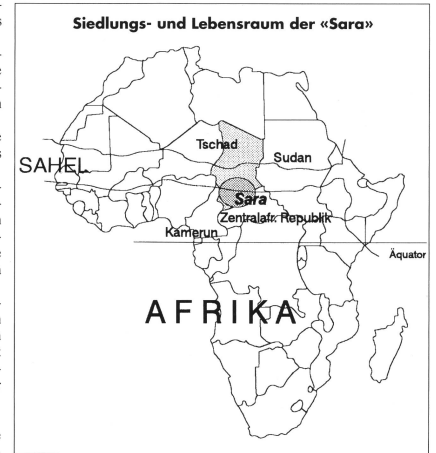 Siedlungs- und Lebensraum der «Sara»
Tschad
SAHEL
Sudan
Sara
Zentralafr. Republik
Kamerun
Äquator
AFRIKA